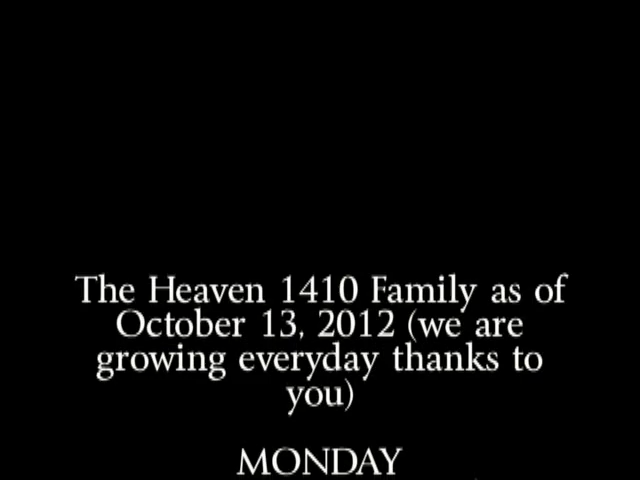 The Heaven 1410 Family as of
October 13, 2012 (we are
growing everyday thanks to
you)
MONDAY